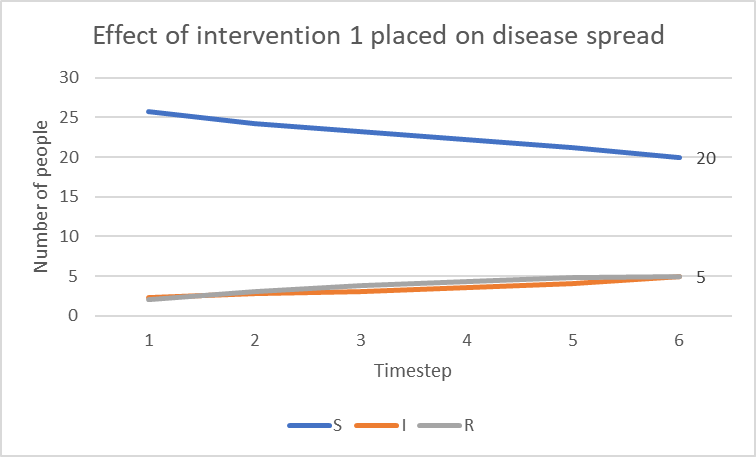 Effect of intervention 1 placed on disease spread
Number of people
30
25
20
15
10
5
0
20
5
1 2 3 4 5 6
Timestep
S I R